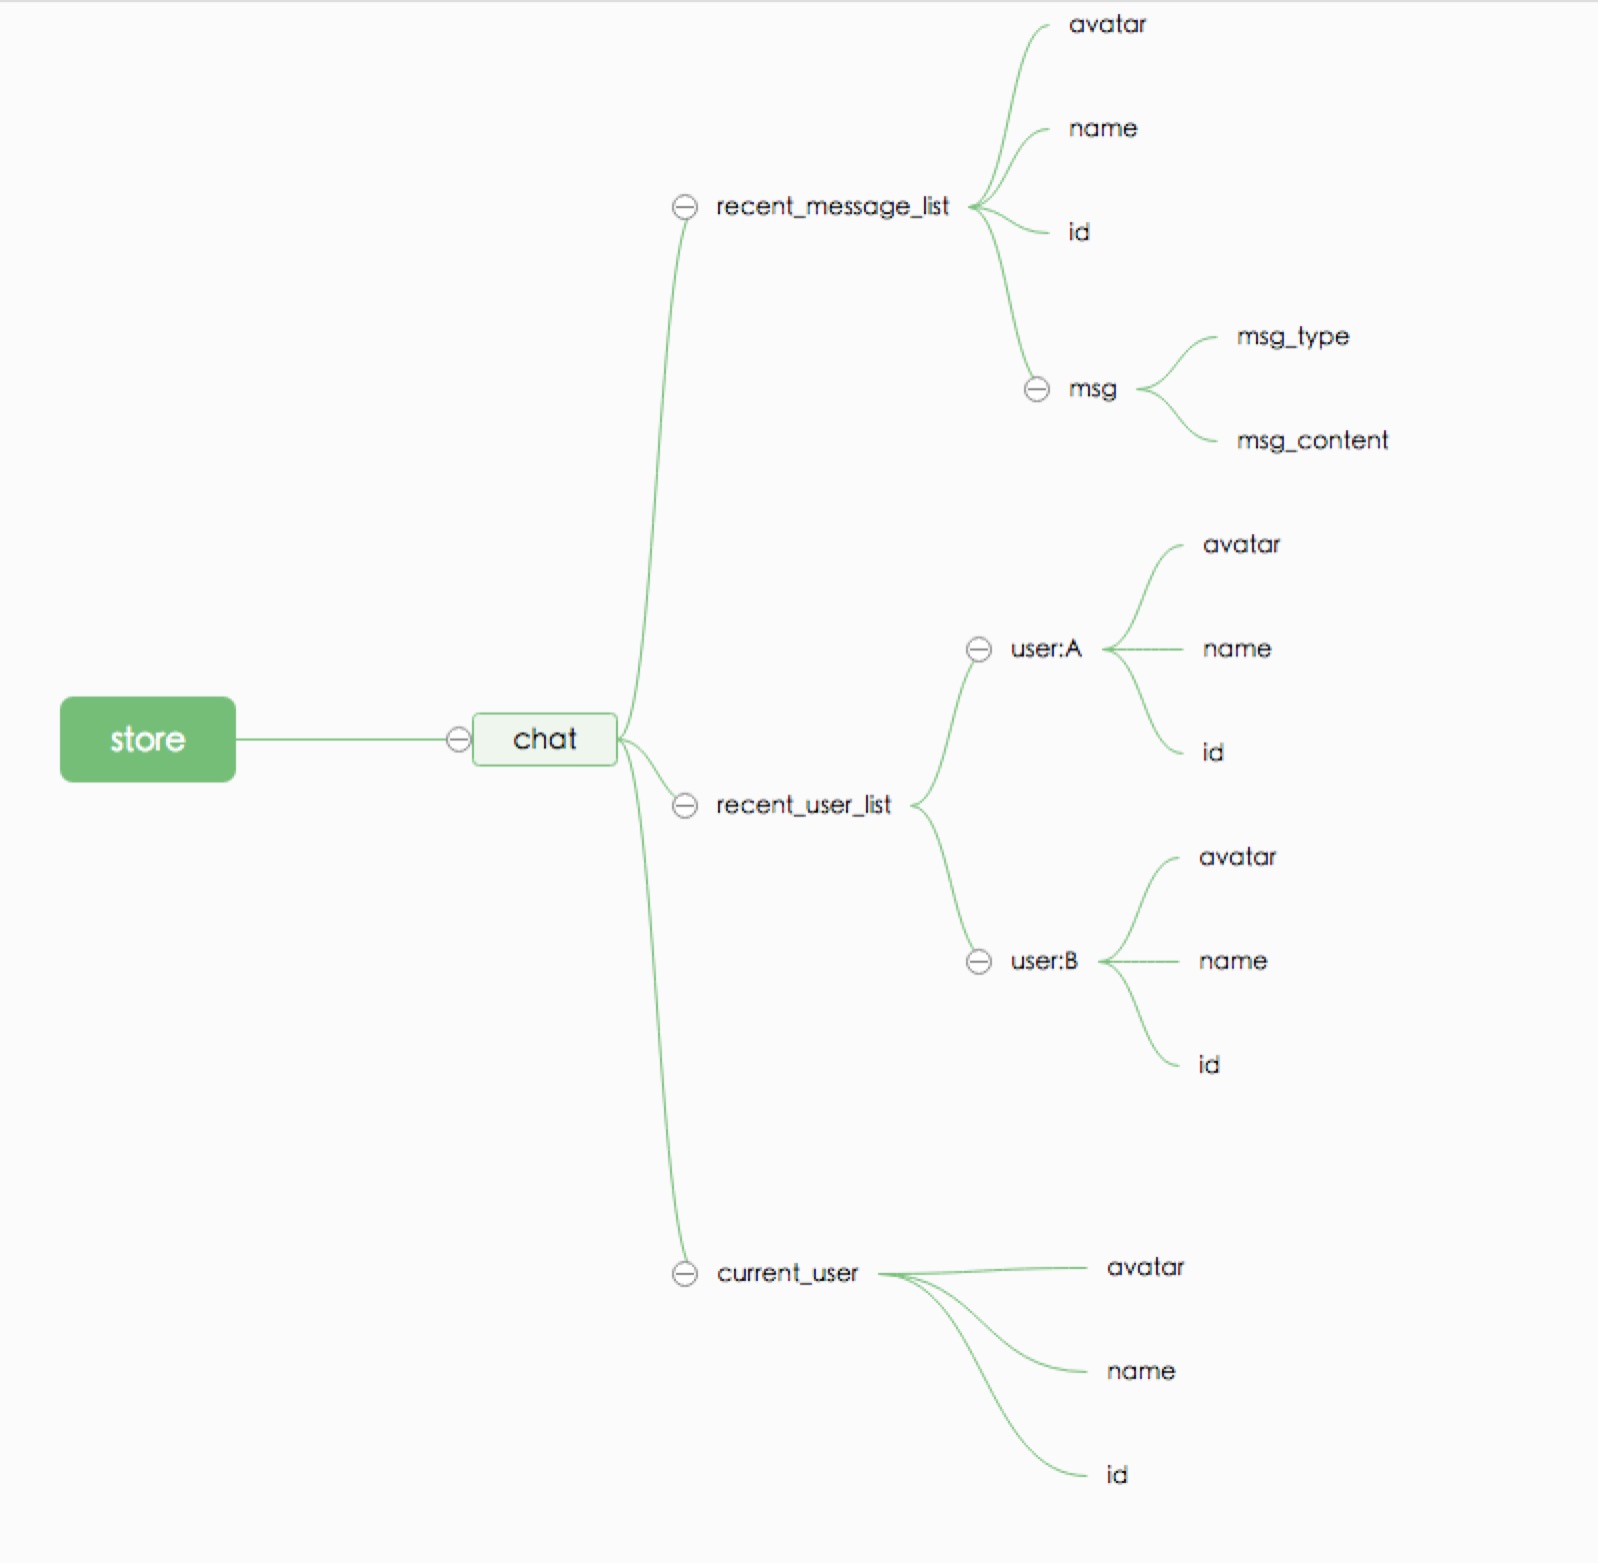 store
chat
recent_message_list
avatar
name
id
msg
msg_type
msg_content
recent_user_list
user:A
avatar
name
id
user:B
avatar
name
id
current_user
avatar
name
id